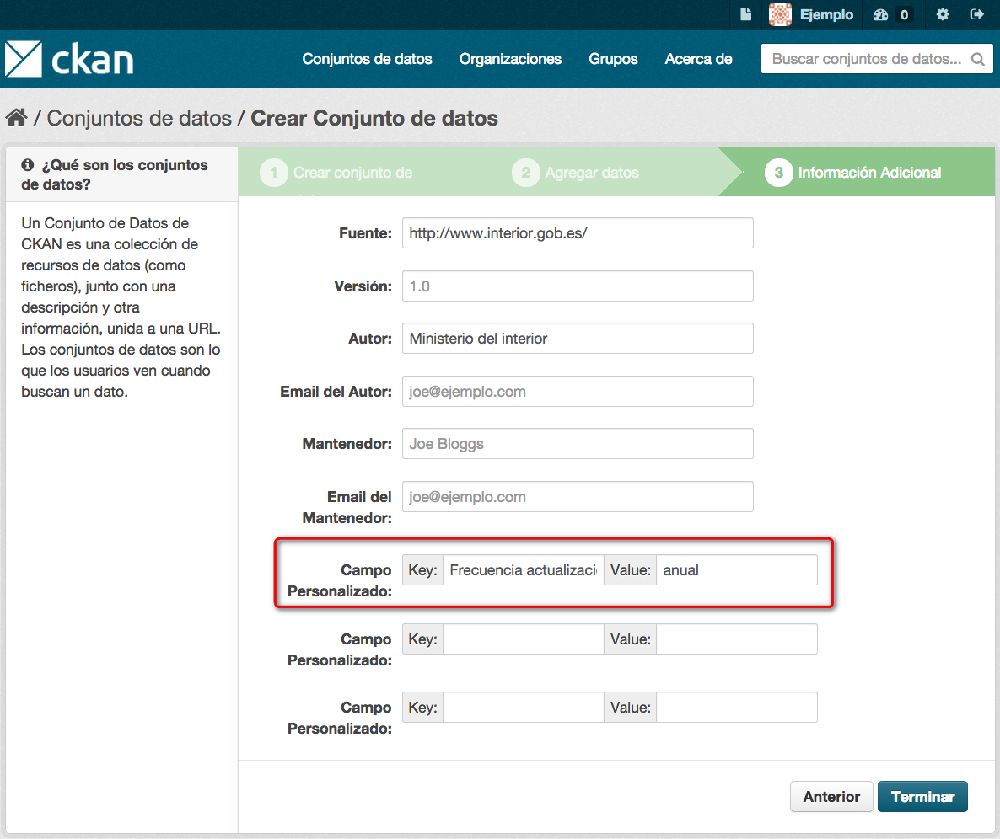 Ejemplo 0
ckan
Conjuntos de datos Organizaciones Grupos Acerca de Buscar conjuntos de datos...
/ Conjuntos de datos / Crear Conjunto de datos
¿Qué son los conjuntos
de datos?
Un Conjunto de Datos de
CKAN es una colección de
recursos de datos (como
ficheros), junto con una
descripción y otra
información, unida a una URL.
Los conjuntos de datos son lo
que los usuarios ven cuando
buscan un dato.
1 Crear conjunto de 2 Agregar datos 3 Información Adicional
Fuente: http://www.interior.gob.es/
Versión: 1.0
Autor: Ministerio del interior
Email del Autor: joe@ejemplo.com
Mantenedor: Joe Bloggs
Email del
Mantenedor:
joe@ejemplo.com
Campo
Personalizado:
Key: Frecuencia actualizaci Value: anual
Campo
Personalizado:
Key: Value:
Campo
Personalizado:
Key: Value:
Anterior Terminar